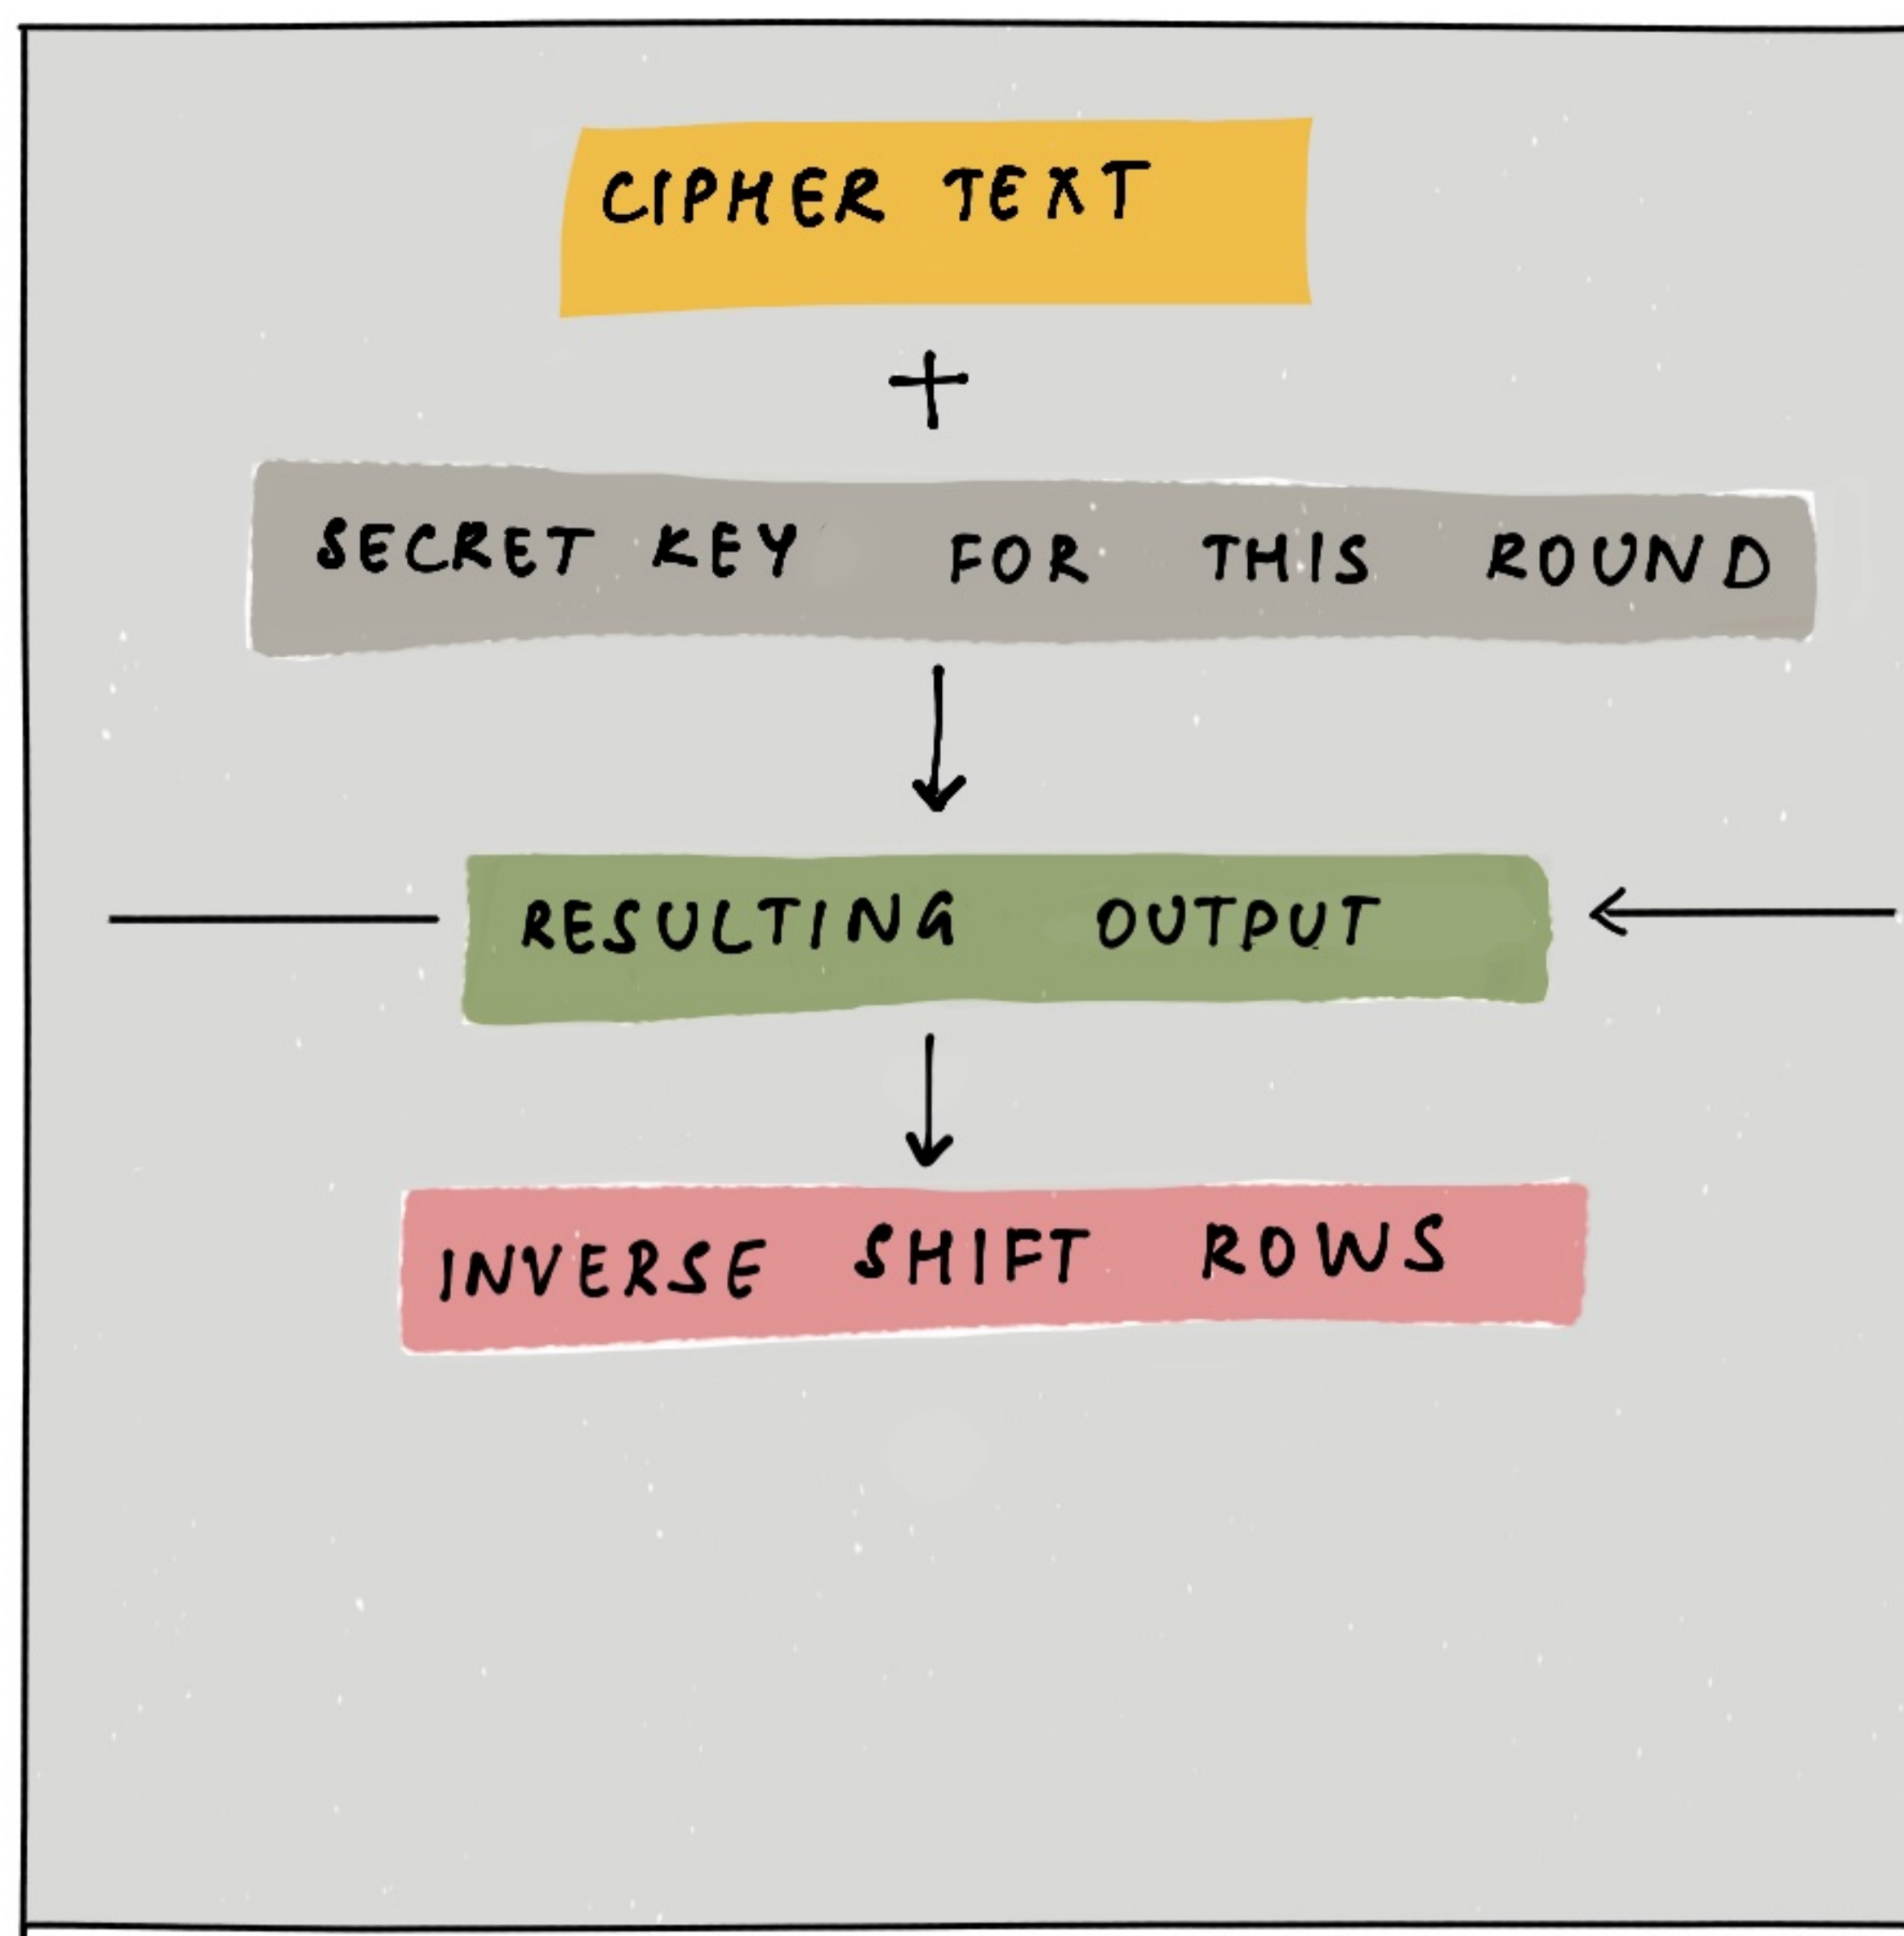 CIPHER TEXT
+
SECRET KEY FOR THIS ROUND
RESULTING OUTPUT
INVERSE SHIFT ROWS